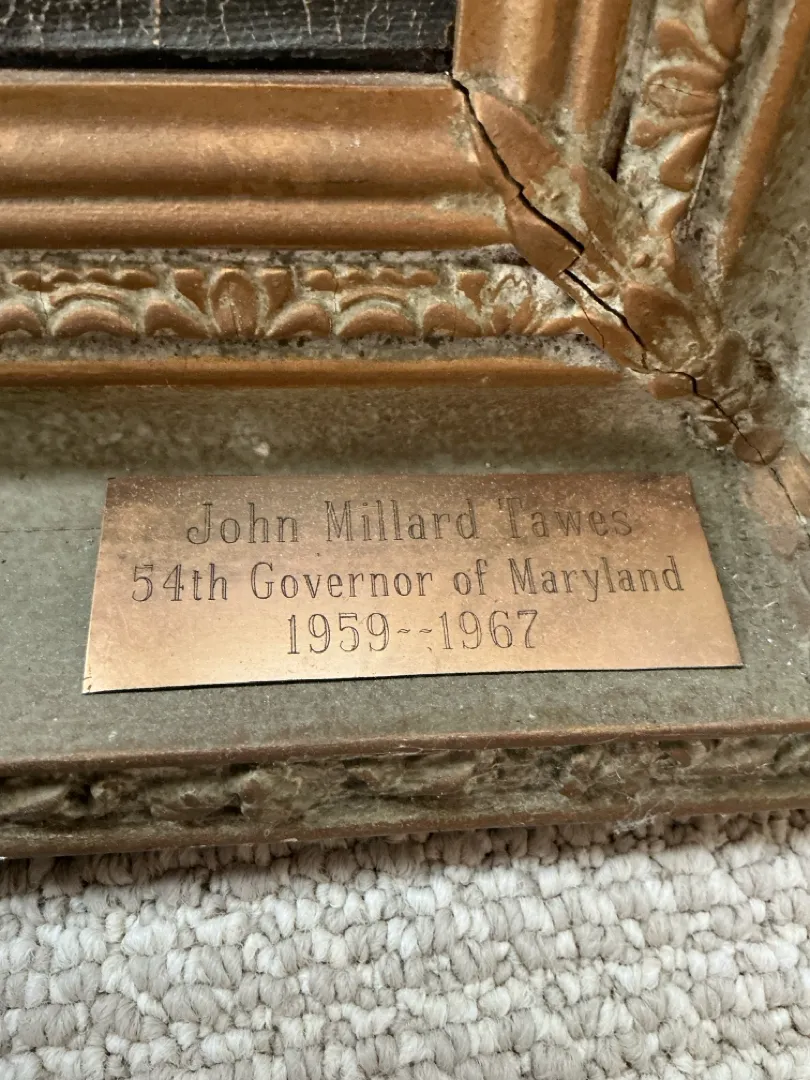 John Millard Tawes
54th Governor of Maryland
1959--1967